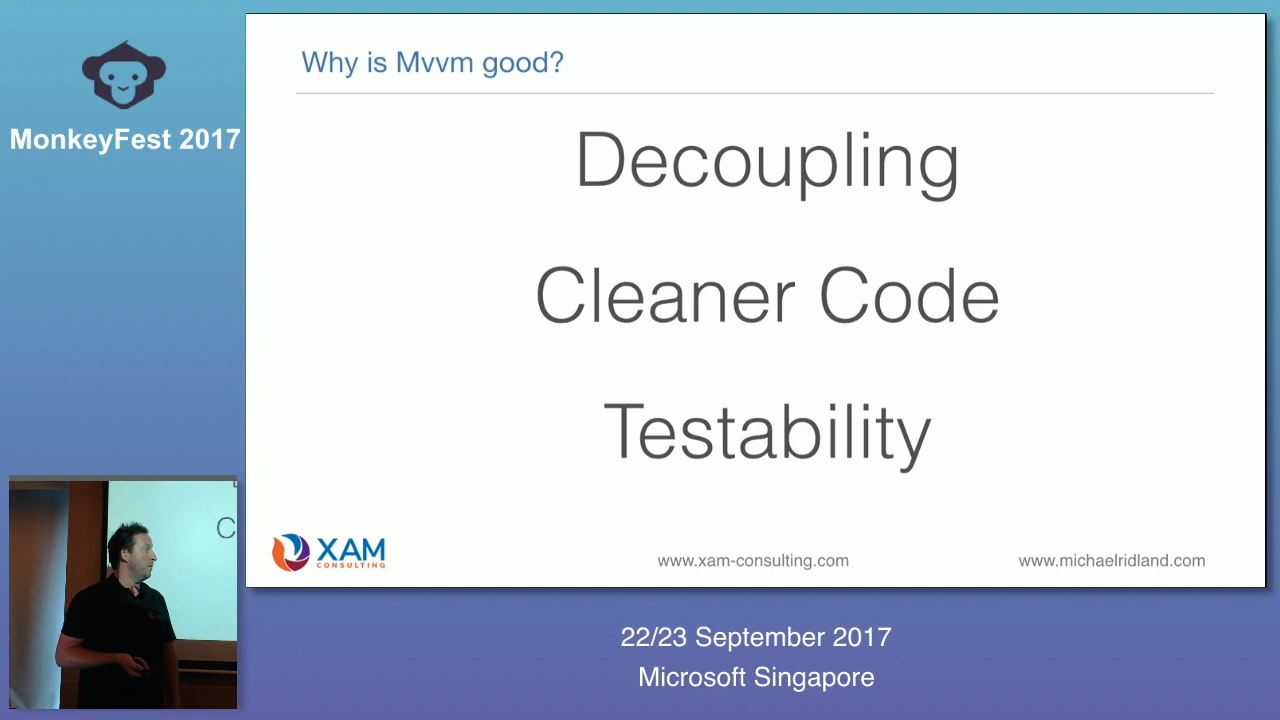 MonkeyFest 2017
Why is Mvvm good?
Decoupling
Cleaner Code
Testability
XAM
CONSULTING
www.xam-consulting.com
www.michaelridland.com
C
22/23 September 2017
Microsoft Singapore